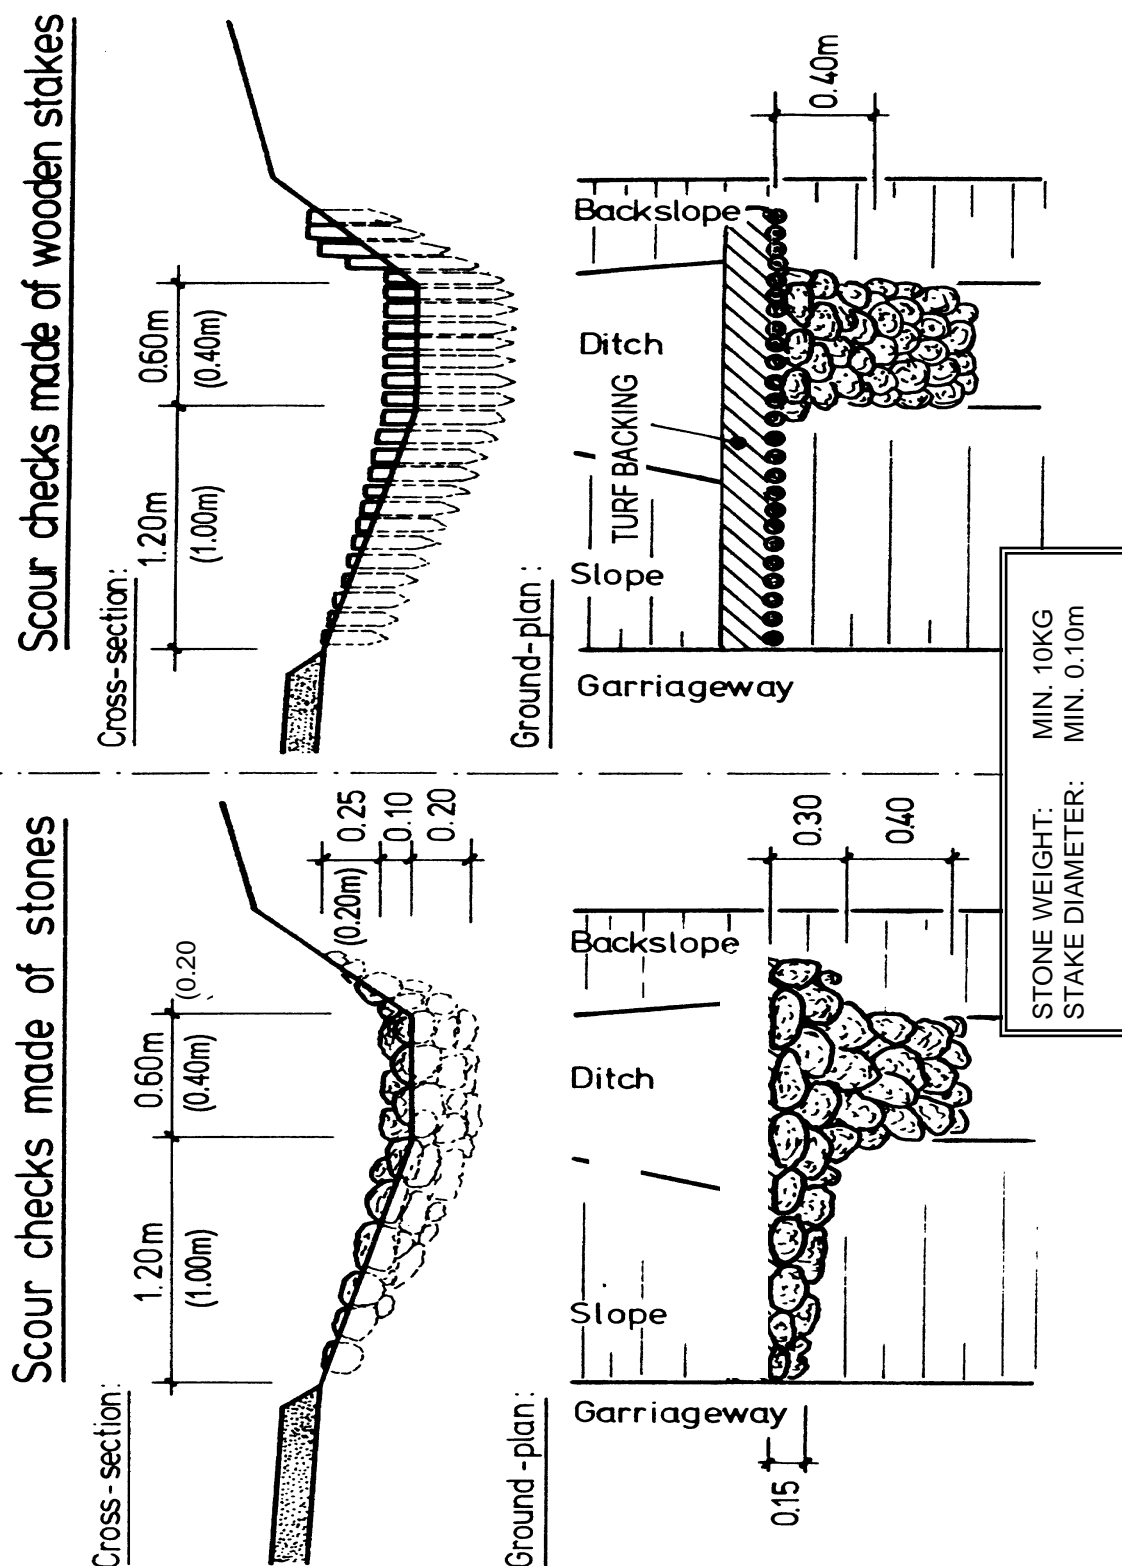 Scour checks made of stones
Cross-section:
1.20m
(1.00m)
0.60m
(0.40m)
(0.20
0.25
(0.20m)
0.10
0.20
Ground-plan:
Garriageway
Slope
Ditch
Backslope
0.15
0.30
0.40
Scour checks made of wooden stakes
Cross-section:
1.20m
(1.00m)
0.60m
(0.40m)
Ground-plan:
Garriageway
Slope
TURF BACKING
Ditch
Backslope
0.40m
STONE WEIGHT: MIN. 10KG
STAKE DIAMETER: MIN. 0.10m